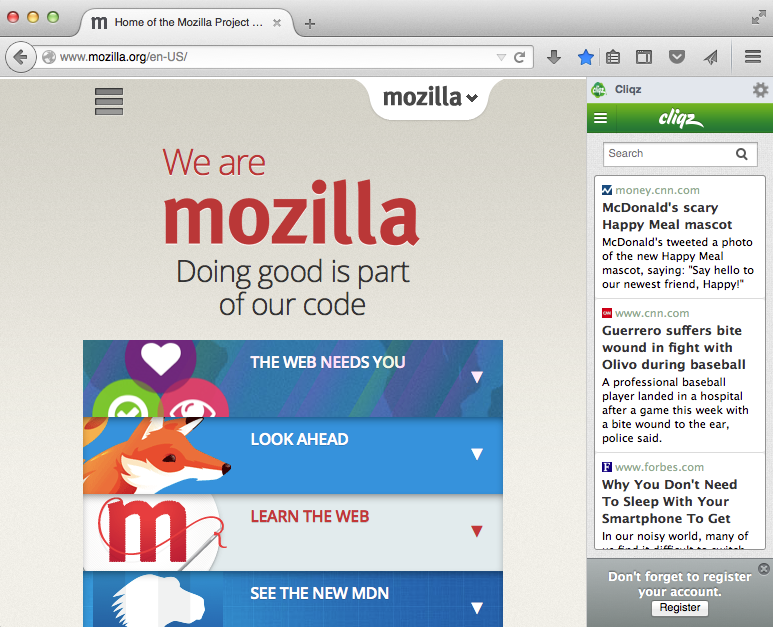 Home of the Mozilla Project ...
www.mozilla.org/en-US/
Cliqz
cliqz
mozilla
We are
mozilla
Doing good is part
of our code
THE WEB NEEDS YOU
LOOK AHEAD
LEARN THE WEB
SEE THE NEW MDN
Search
money.cnn.com
McDonald's scary
Happy Meal mascot
McDonald's tweeted a photo
of the new Happy Meal
mascot, saying: "Say hello to
our newest friend, Happy!"
www.cnn.com
Guerrero suffers bite
wound in fight with
Olivo during baseball
A professional baseball
player landed in a hospital
after a game this week with
a bite wound to the ear,
police said.
www.forbes.com
Why You Don't Need
To Sleep With Your
Smartphone To Get
In our noisy world, many of
us find it difficult to switch
Don't forget to register
your account.
Register